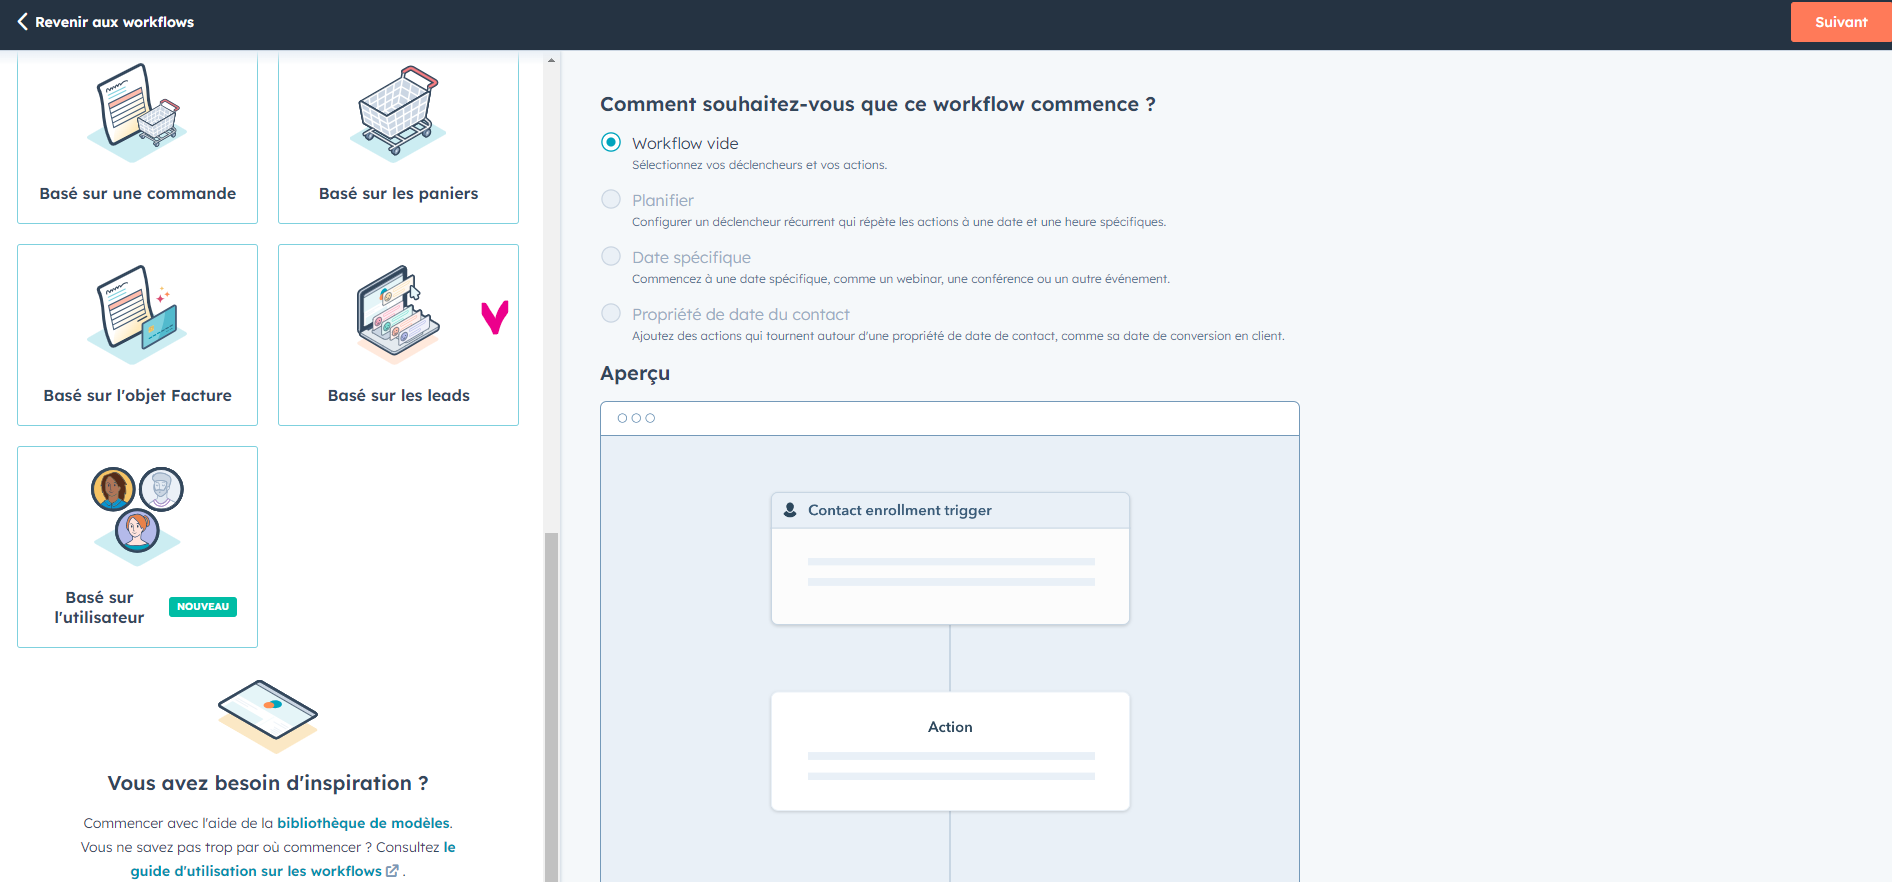 Revenir aux workflows
Suivant
Basé sur une commande
Basé sur les paniers
Basé sur l'objet Facture
Basé sur les leads
Basé sur
l'utilisateur
NOUVEAU
Vous avez besoin d'inspiration ?
Commencer avec l'aide de la bibliothèque de modèles.
Vous ne savez pas trop par où commencer ? Consultez le
guide d'utilisation sur les workflows .
Comment souhaitez-vous que ce workflow commence ?
Workflow vide
Sélectionnez vos déclencheurs et vos actions.
Planifier
Configurer un déclencheur récurrent qui répète les actions à une date et une heure spécifiques.
Date spécifique
Commencez à une date spécifique, comme un webinar, une conférence ou un autre événement.
Propriété de date du contact
Ajoutez des actions qui tournent autour d'une propriété de date de contact, comme sa date de conversion en client.
Aperçu
Contact enrollment trigger
Action